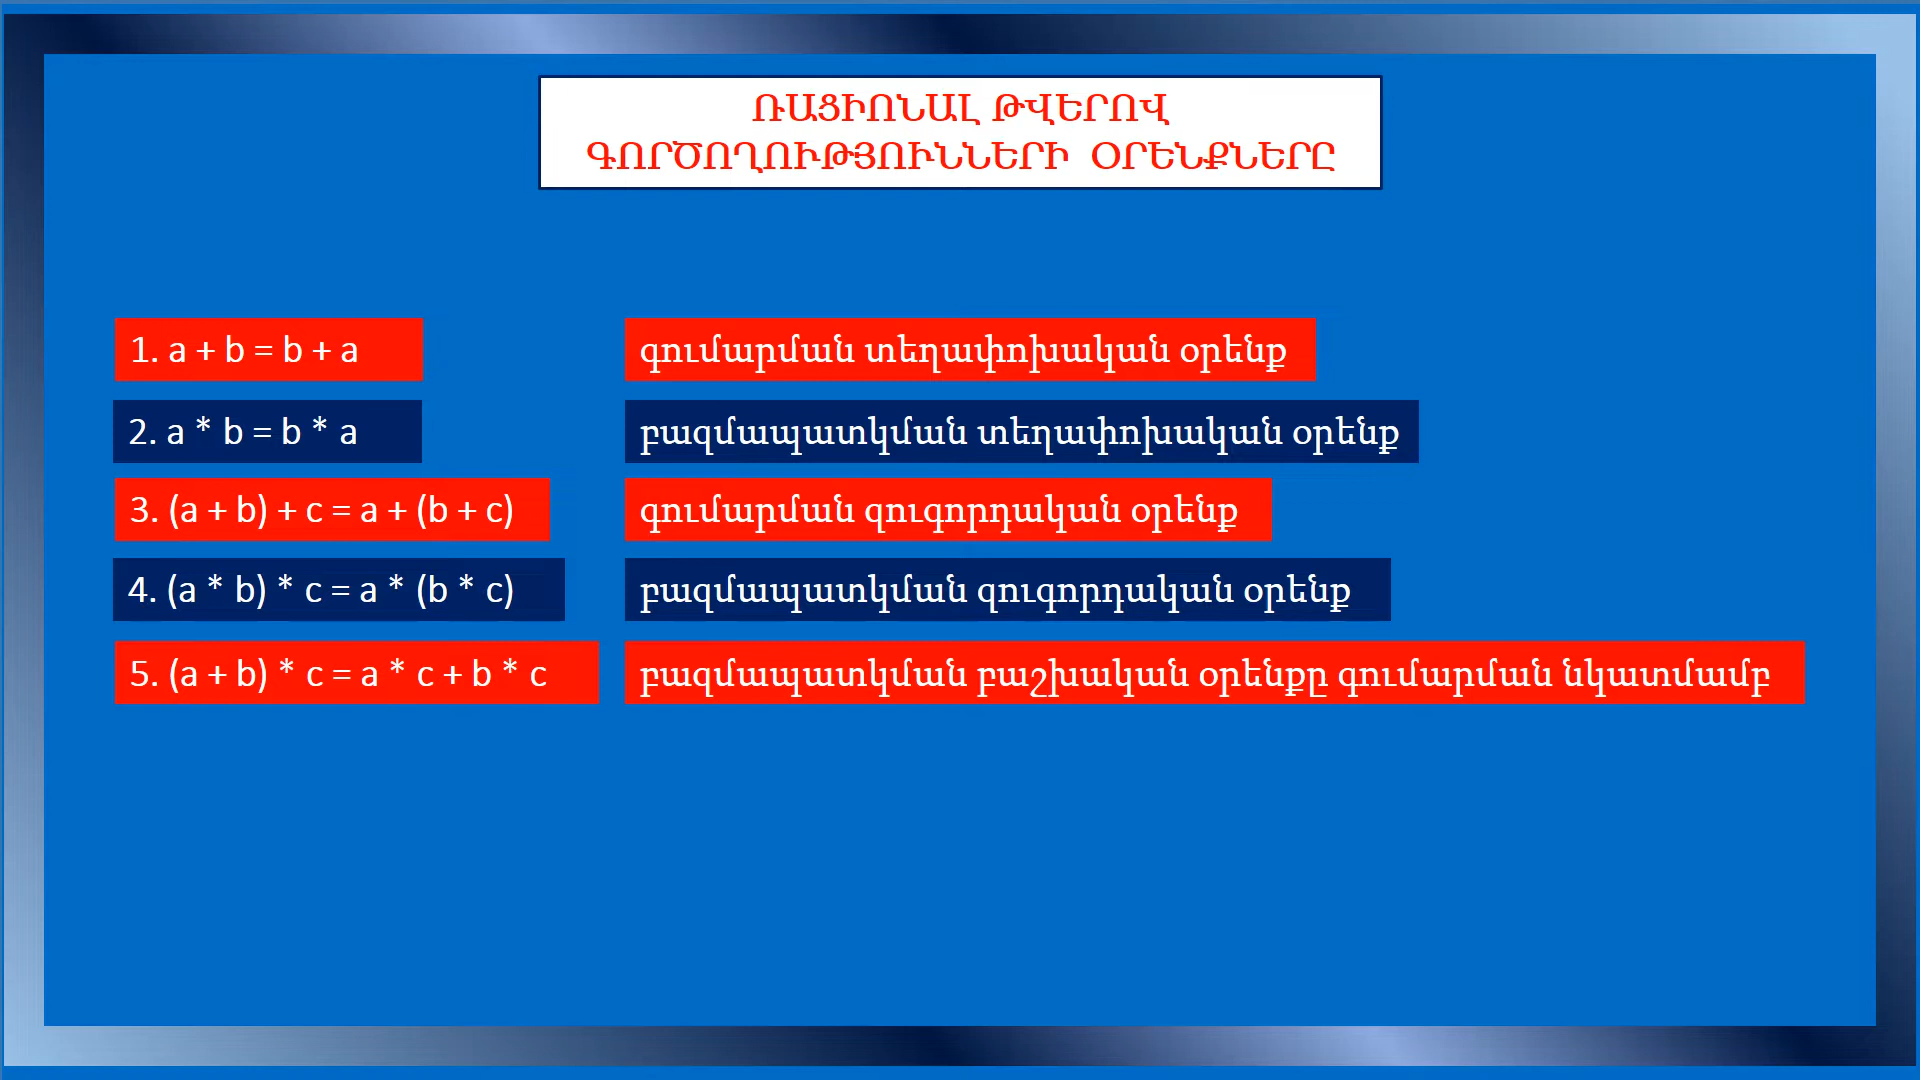 ՌԱՑԻՈՆԱԼ ԹՎԵՐՈՎ
ԳՈՐԾՈՂՈՒԹՅՈՒՆՆԵՐԻ ՕՐԵՆՔՆԵՐԸ
1. a + b = b + a գումարման տեղափոխական օրենք
2. a * b = b * a բազմապատկման տեղափոխական օրենք
3. (a + b) + c = a + (b + c) գումարման զուգորդական օրենք
4. (a * b) * c = a * (b * c) բազմապատկման զուգորդական օրենք
5. (a + b) * c = a * c + b * c բազմապատկման բաշխական օրենքը գումարման նկատմամբ